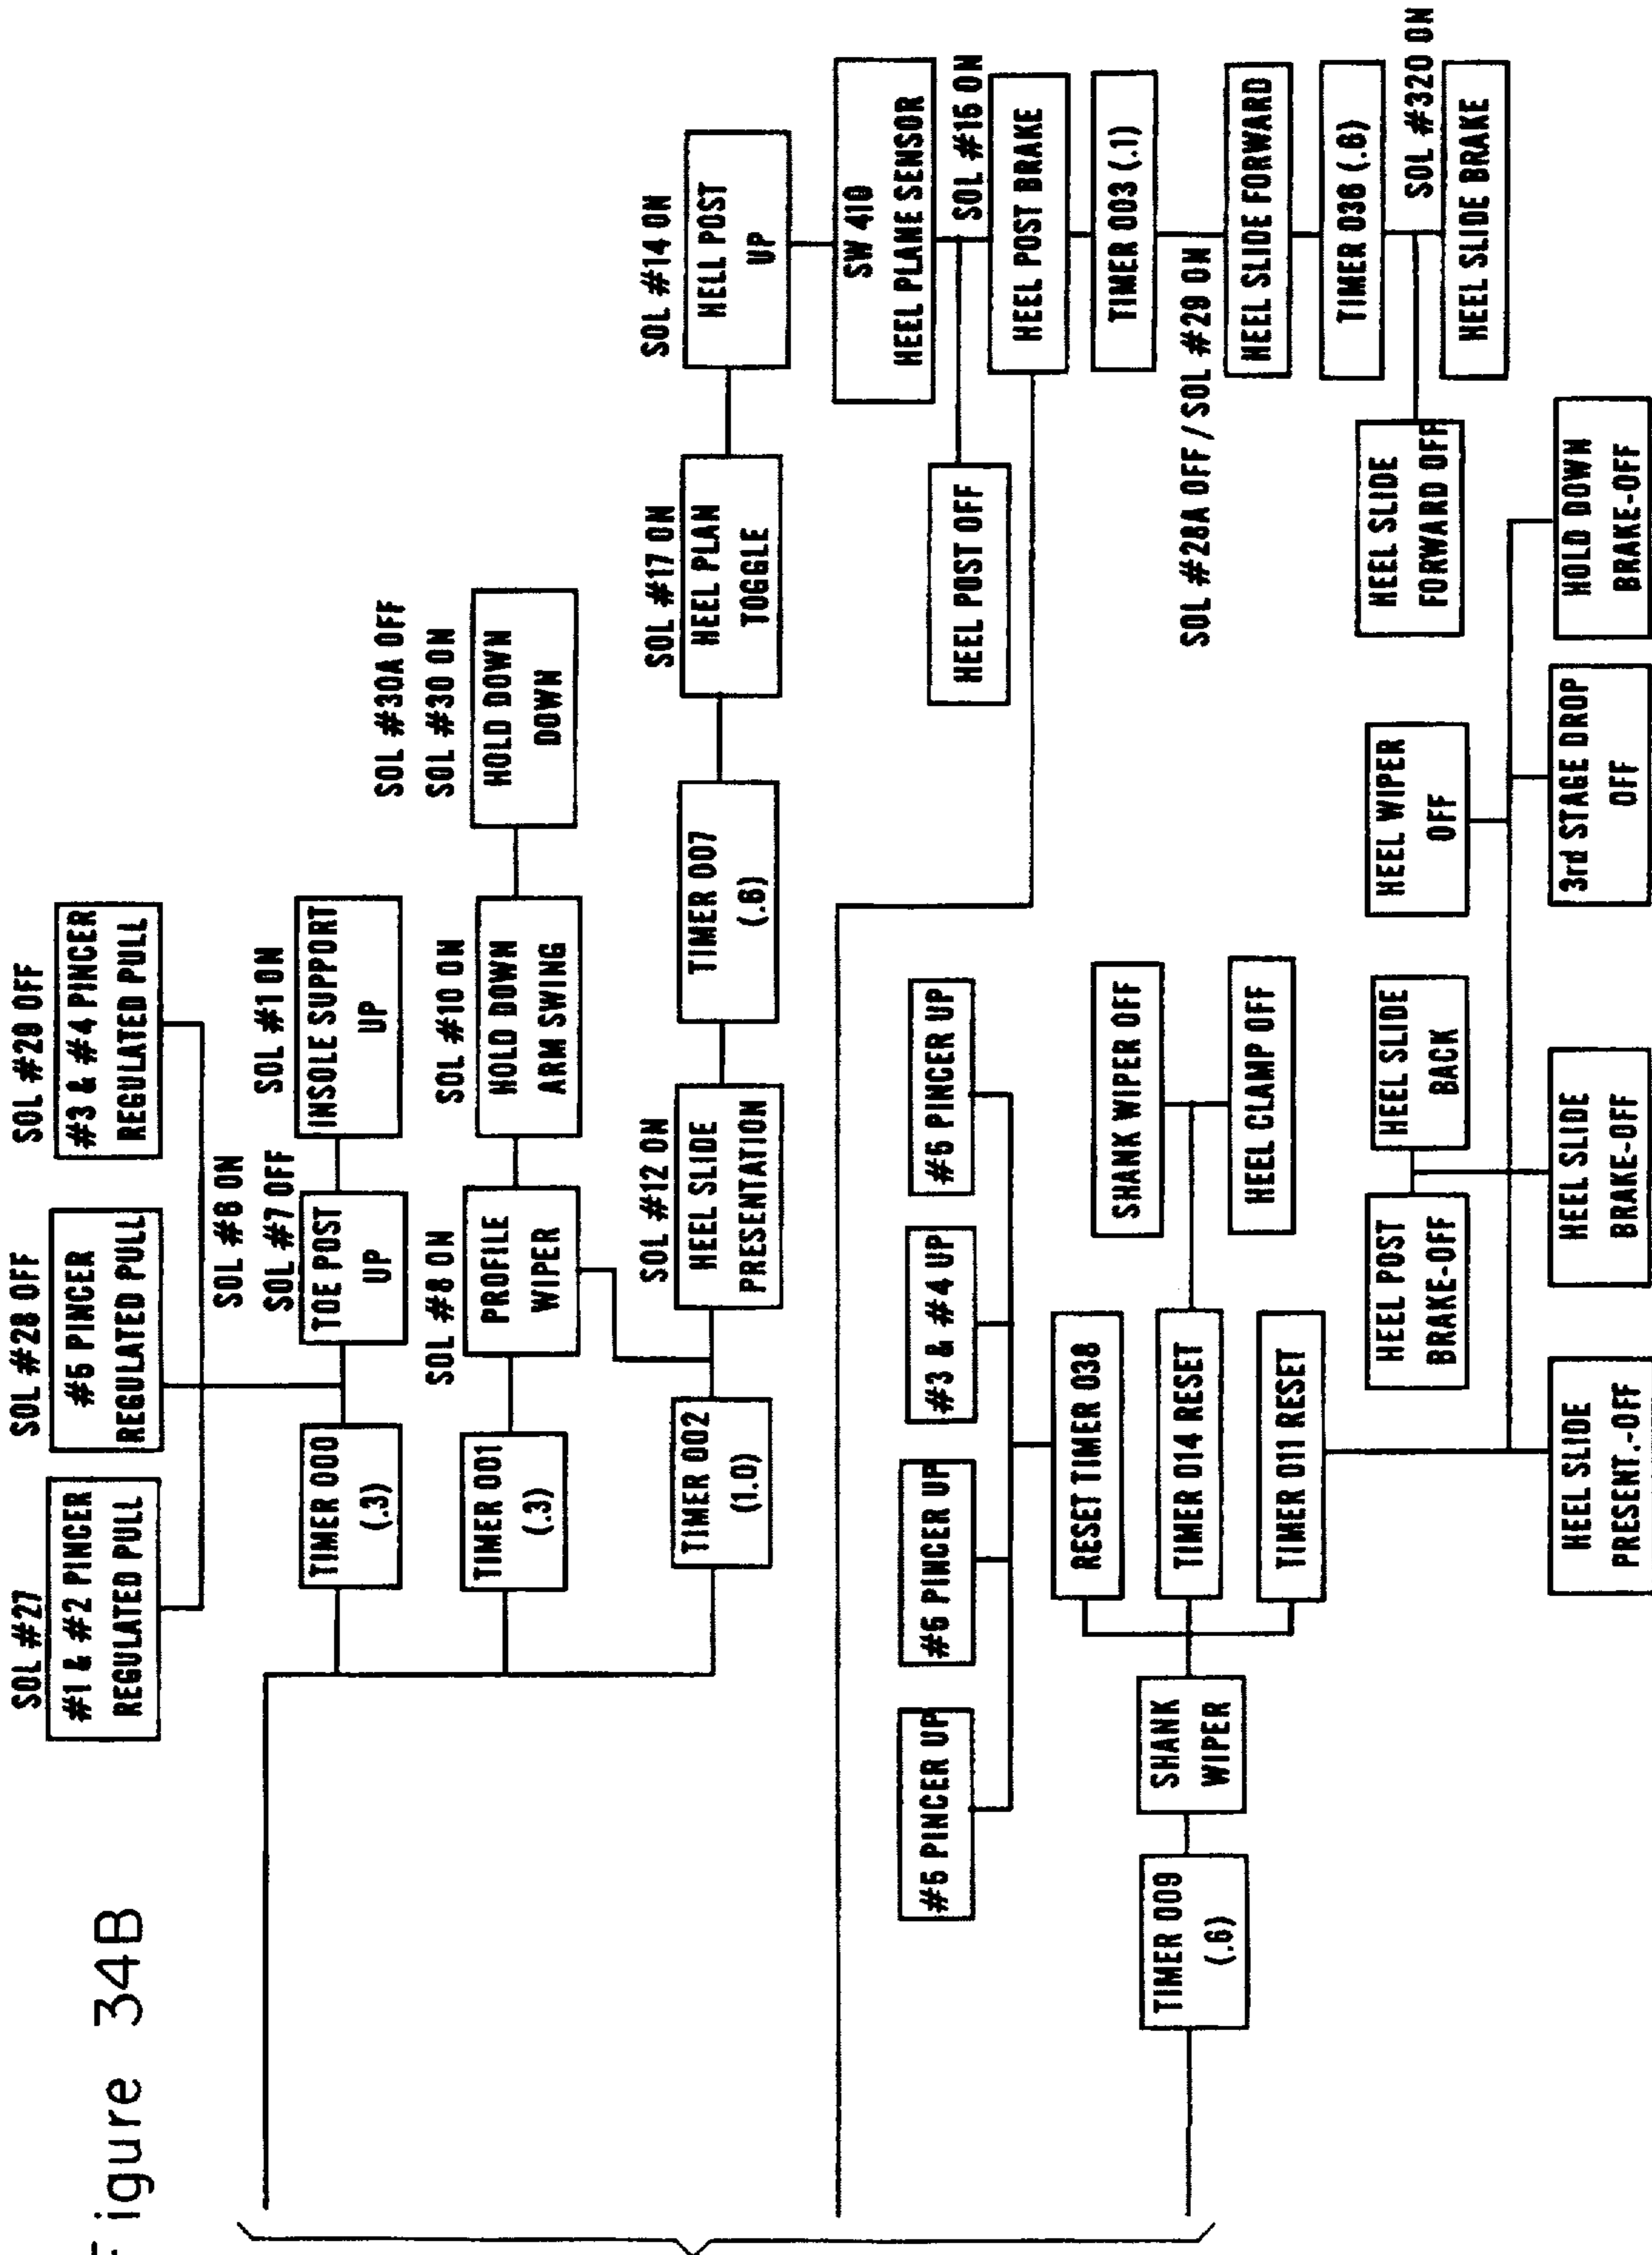 Figure 34B
SOL #27
#1 & #2 PINCER
REGULATED PULL
SOL #28 OFF
#5 PINCER
REGULATED PULL
SOL #29 OFF
#3 & #4 PINCER
REGULATED PULL
TIMER 000
(.3)
SOL #6 ON
SOL #7 OFF
TOE POST
UP
SOL #1 ON
INSOLE SUPPORT
UP
TIMER 001
(.3)
SOL #8 ON
PROFILE
WIPER
SOL #10 ON
HOLD DOWN
ARM SWING
SOL #30A OFF
SOL #30 ON
HOLD DOWN
DOWN
TIMER 002
(1.0)
SOL #12 ON
HEEL SLIDE
PRESENTATION
TIMER 007
(.6)
SOL #17 ON
HEEL PLAN
TOGGLE
SOL #14 ON
HELL POST
UP
SW 410
HEEL PLANE SENSOR
HEEL POST OFF
SOL #15 ON
HEEL POST BRAKE
TIMER 003 (.1)
SOL #28A OFF / SOL #29 ON
HEEL SLIDE FORWARD
TIMER 036 (.6)
HEEL SLIDE
FORWARD OFF
SOL #320 ON
HEEL SLIDE BRAKE
#5 PINCER UP
#5 PINCER UP
#3 & #4 UP
#5 PINCER UP
RESET TIMER 038
TIMER 009
(.6)
SHANK
WIPER
TIMER 014 RESET
SHANK WIPER OFF
HEEL CLAMP OFF
TIMER 011 RESET
HEEL POST
BRAKE-OFF
HEEL SLIDE
BACK
HEEL WIPER
OFF
HEEL SLIDE
PRESENT.-OFF
HEEL SLIDE
BRAKE-OFF
3rd STAGE DROP
OFF
HOLD DOWN
BRAKE-OFF